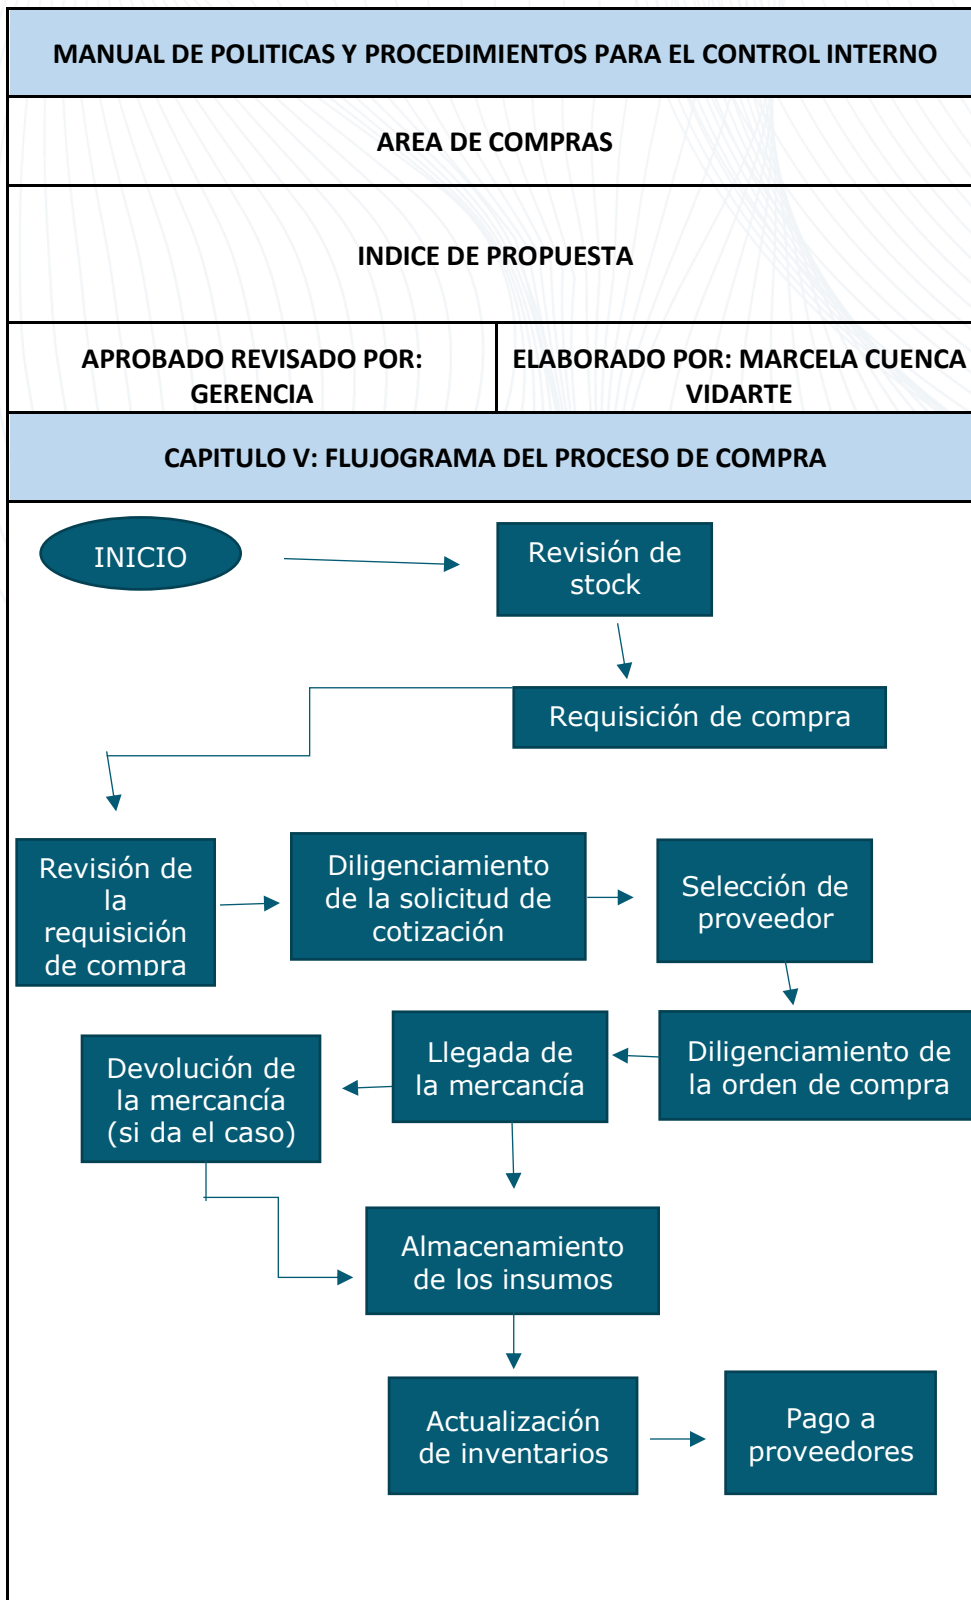 MANUAL DE POLITICAS Y PROCEDIMIENTOS PARA EL CONTROL INTERNO
AREA DE COMPRAS
INDICE DE PROPUESTA
APROBADO REVISADO POR:
GERENCIA
ELABORADO POR: MARCELA CUENCA
VIDARTE
CAPITULO V: FLUJOGRAMA DEL PROCESO DE COMPRA
INICIO
Revisión de
stock
Requisición de compra
Revisión de
la
requisición
de compra
Diligenciamiento
de la solicitud de
cotización
Selección de
proveedor
Diligenciamiento de
la orden de compra
Llegada de
la mercancía
Devolución de
la mercancía
(si da el caso)
Almacenamiento
de los insumos
Actualización
de inventarios
Pago a
proveedores